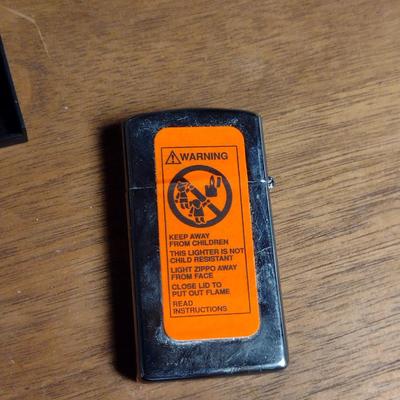 WARNING
KEEP AWAY
FROM CHILDREN
THIS LIGHTER IS NOT
CHILD RESISTANT
LIGHT ZIPPO AWAY
FROM FACE
CLOSE LID TO
PUT OUT FLAME
READ
INSTRUCTIONS